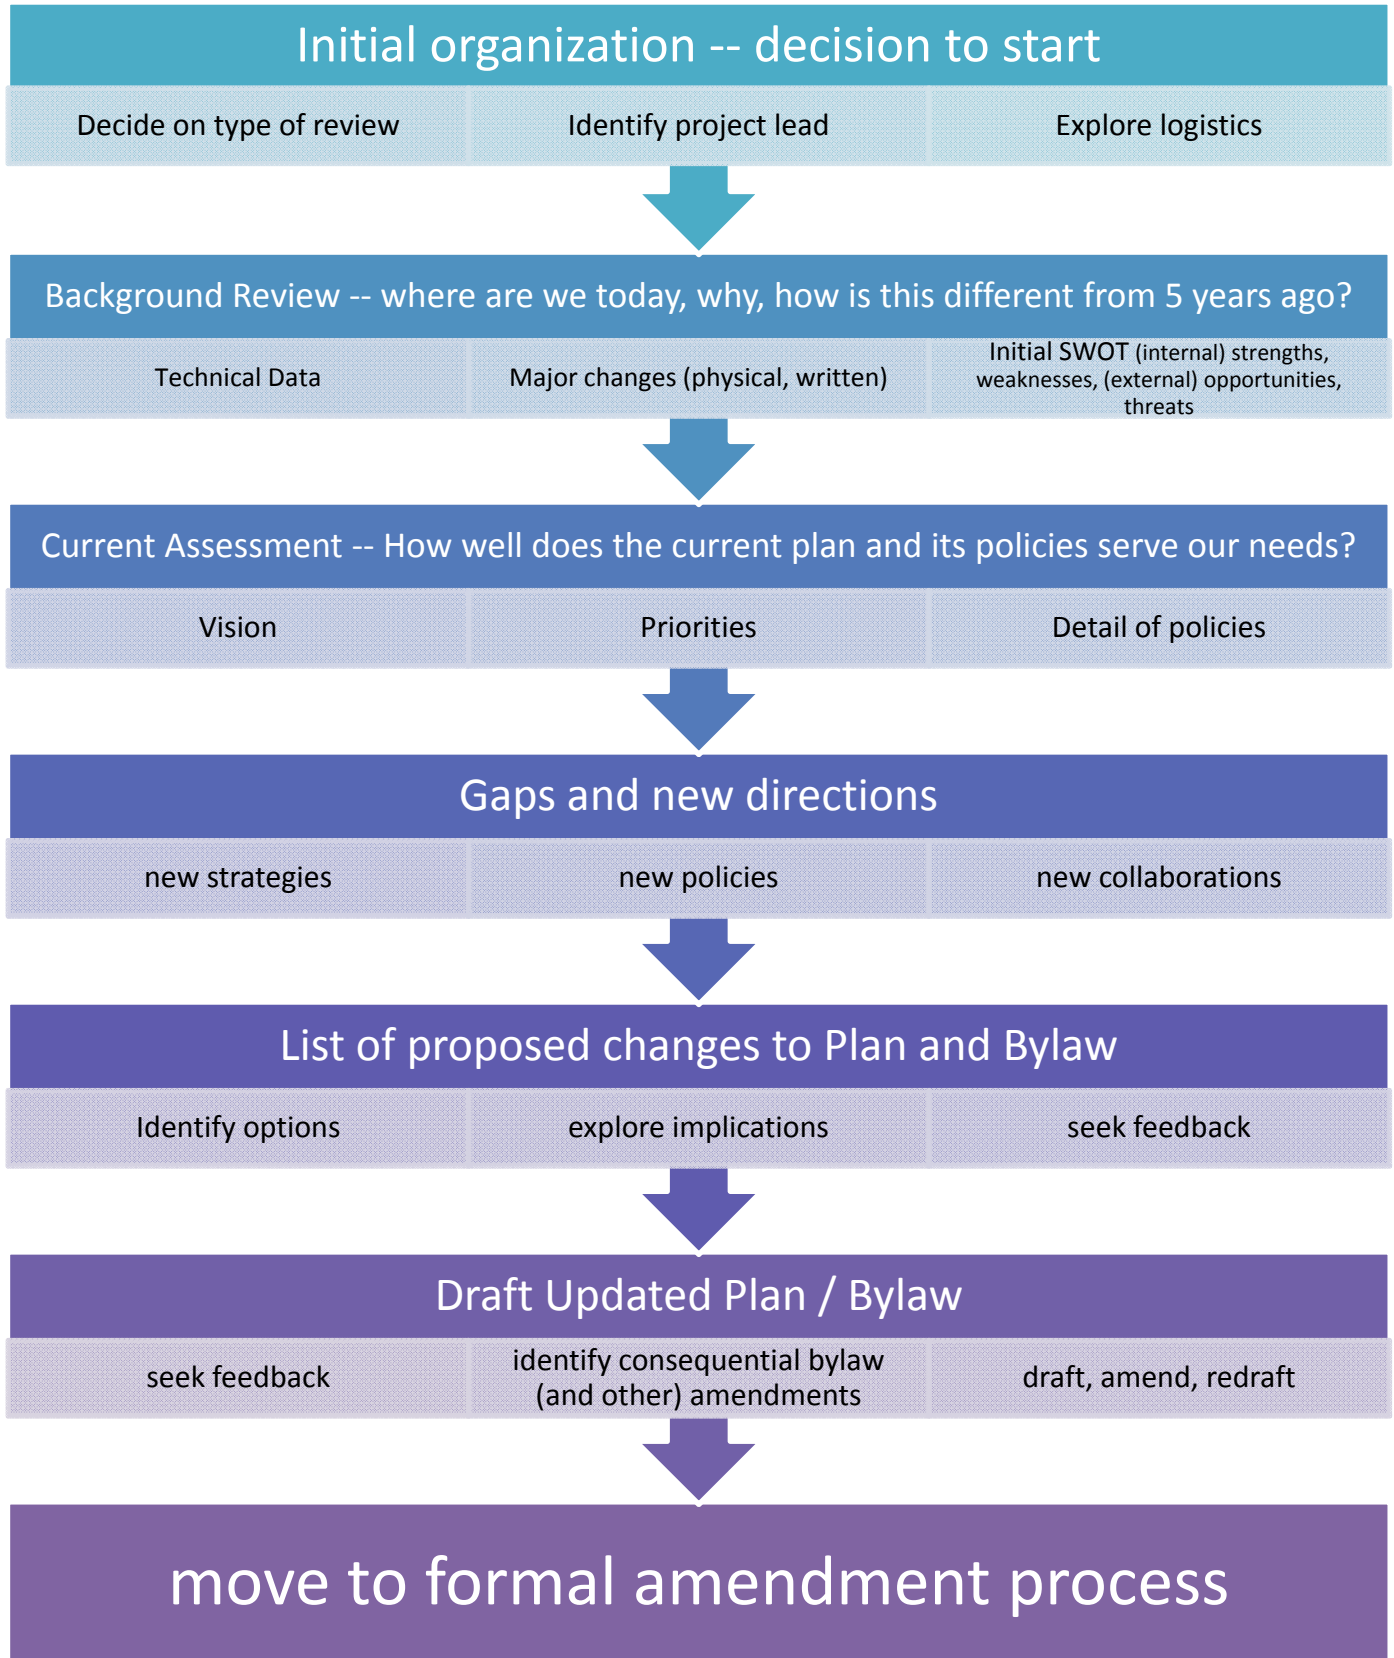 Initial organization -- decision to start
Decide on type of review
Identify project lead
Explore logistics
Background Review -- where are we today, why, how is this different from 5 years ago?
Technical Data
Major changes (physical, written)
Initial SWOT (internal) strengths,
weaknesses, (external) opportunities,
threats
Current Assessment -- How well does the current plan and its policies serve our needs?
Vision
Priorities
Detail of policies
Gaps and new directions
new strategies
new policies
new collaborations
List of proposed changes to Plan and Bylaw
Identify options
explore implications
seek feedback
Draft Updated Plan / Bylaw
seek feedback
identify consequential bylaw
(and other) amendments
draft, amend, redraft
move to formal amendment process